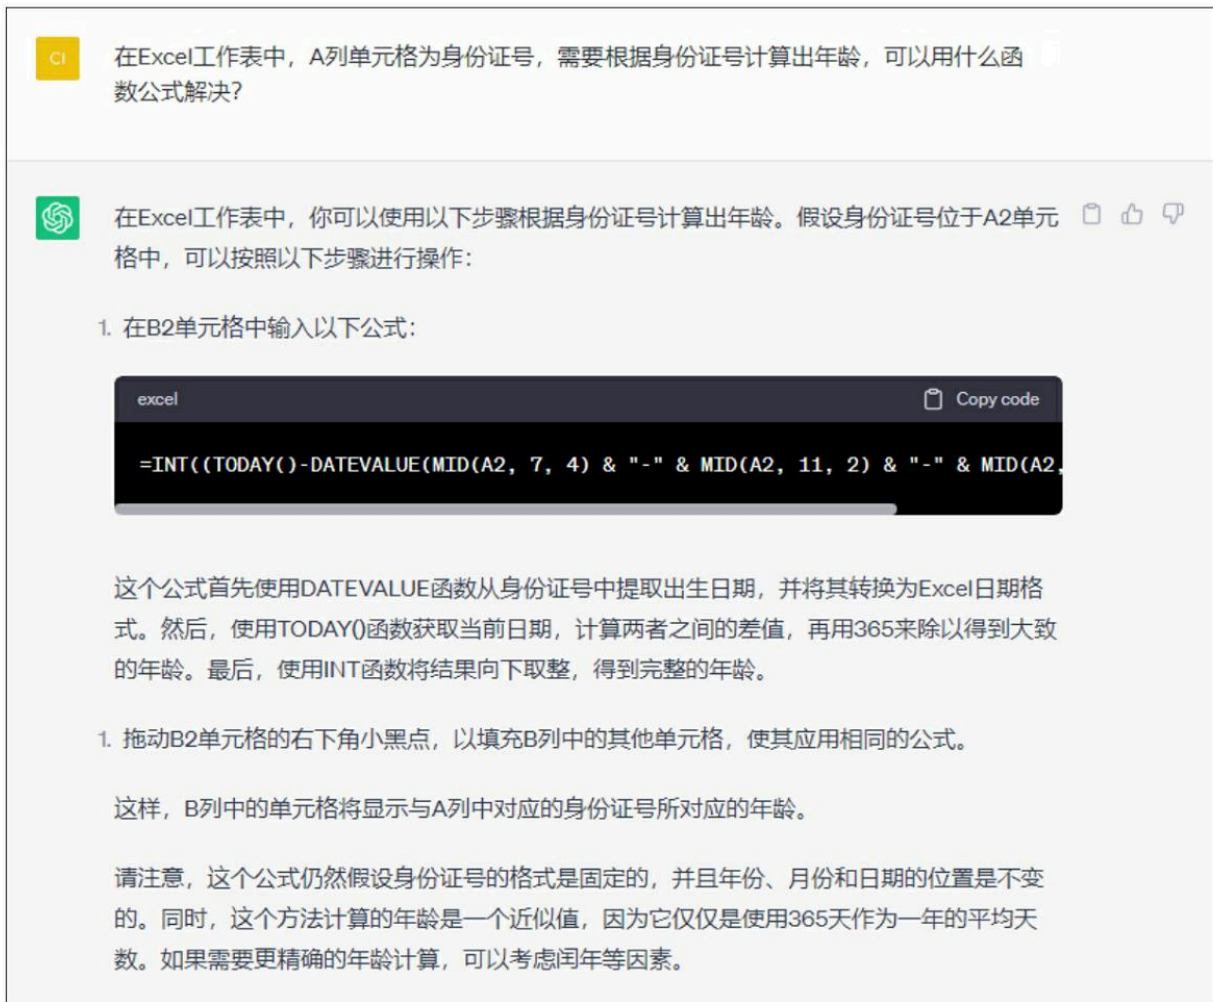 CI
在Excel工作表中，A列单元格为身份证号，需要根据身份证号计算出年龄，可以用什么函
数公式解决？
在Excel工作表中，你可以使用以下步骤根据身份证号计算出年龄。假设身份证号位于A2单元
格中，可以按照以下步骤进行操作：
1. 在B2单元格中输入以下公式：
excel
Copy code
=INT((TODAY()-DATEVALUE(MID(A2, 7, 4) & "-" & MID(A2, 11, 2) & "-" & MID(A2,
这个公式首先使用DATEVALUE函数从身份证号中提取出生日期，并将其转换为Excel日期格
式。然后，使用TODAY()函数获取当前日期，计算两者之间的差值，再用365来除以得到大致
的年龄。最后，使用INT函数将结果向下取整，得到完整的年龄。
1. 拖动B2单元格的右下角小黑点，以填充B列中的其他单元格，使其应用相同的公式。
这样，B列中的单元格将显示与A列中对应的身份证号所对应的年龄。
请注意，这个公式仍然假设身份证号的格式是固定的，并且年份、月份和日期的位置是不变
的。同时，这个方法计算的年龄是一个近似值，因为它仅仅是使用365天作为一年的平均天
数。如果需要更精确的年龄计算，可以考虑闰年等因素。